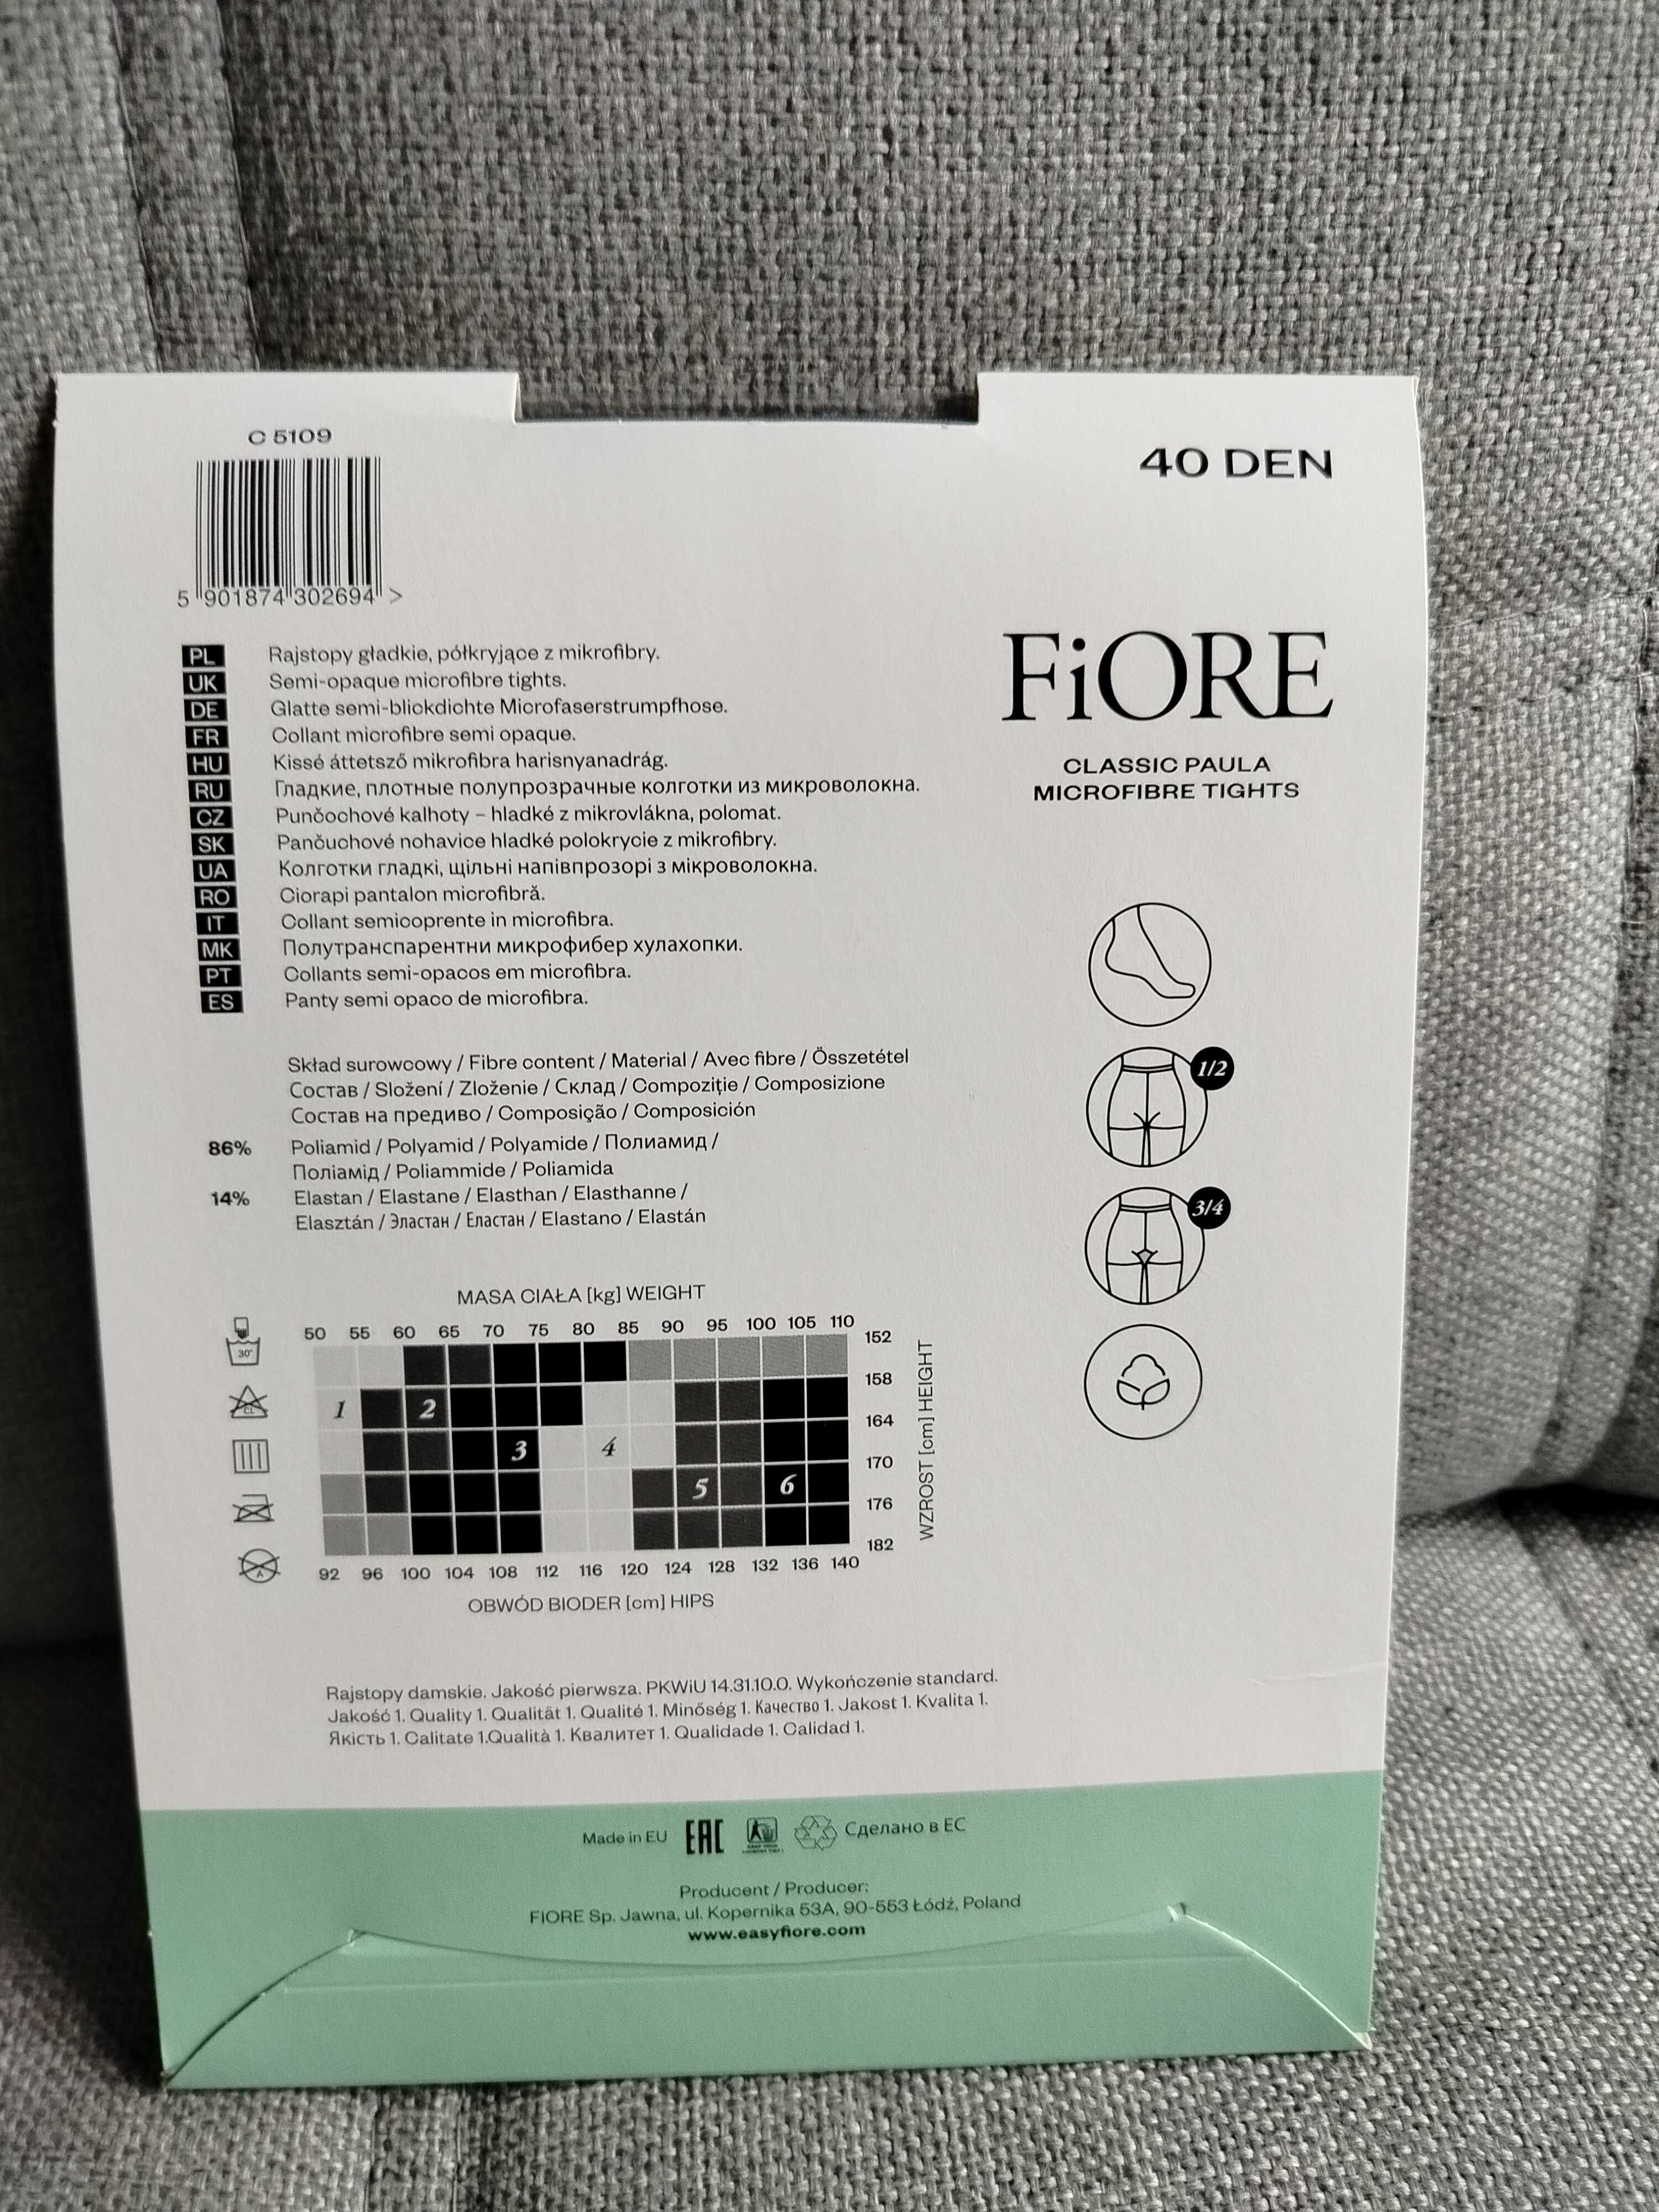 C 5109
40 DEN
5 901874 302694 >
FiORE
CLASSIC PAULA
MICROFIBRE TIGHTS
PL Rajstopy gładkie, półkryjące z mikrofibry.
UK Semi-opaque microfibre tights.
DE Glatte semi-blickdichte Microfaserstrumpfhose.
FR Collant microfibre semi opaque.
HU Kissé áttetsző mikrofibra harisnyanadrág.
RU Гладкие, плотные полупрозрачные колготки из микроволокна.
CZ Punčochové kalhoty – hladké z mikrovlákna, polomat.
SK Pančuchové nohavice hladké polokrycie z mikrofibry.
UA Колготки гладкі, щільні напівпрозорі з мікроволокна.
RO Ciorapi pantalon microfibră.
IT Collant semicoprente in microfibra.
MK Полутранспарентни микрофибер хулахопки.
PT Collants semi-opacos em microfibra.
ES Panty semi opaco de microfibra.
1/2
3/4
Skład surowcowy / Fibre content / Material / Avec fibre / Összetétel
Состав / Složení / Zloženie / Склад / Compoziţie / Composizione
Состав на предиво / Composição / Composición
86% Poliamid / Polyamid / Polyamide / Полиамид /
Поліамід / Poliammide / Poliamida
14% Elastan / Elastane / Elasthan / Elasthanne /
Elasztán / Эластан / Еластан / Elastano / Elastán
MASA CIAŁA [kg] WEIGHT
50 55 60 65 70 75 80 85 90 95 100 105 110
152
158
164
170
176
182
WZROST [cm] HEIGHT
30°
CL
A
1 2
3 4
5 6
92 96 100 104 108 112 116 120 124 128 132 136 140
OBWÓD BIODER [cm] HIPS
Rajstopy damskie. Jakość pierwsza. PKWiU 14.31.10.0. Wykończenie standard.
Jakość 1. Quality 1. Qualität 1. Qualité 1. Minőség 1. Качество 1. Jakost 1. Kvalita 1.
Якість 1. Calitate 1.Qualità 1. Квалитет 1. Qualidade 1. Calidad 1.
Made in EU EAC Сделано в ЕС
Producent / Producer:
FIORE Sp. Jawna, ul. Kopernika 53A, 90-553 Łódź, Poland
www.easyfiore.com